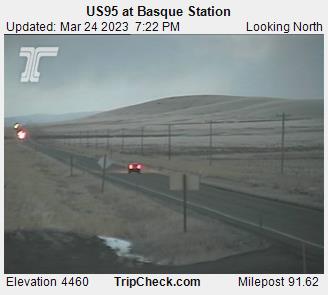 US95 at Basque Station
Updated: Mar 24 2023 7:22 PM Looking North
Elevation 4460 TripCheck.com Milepost 91.62